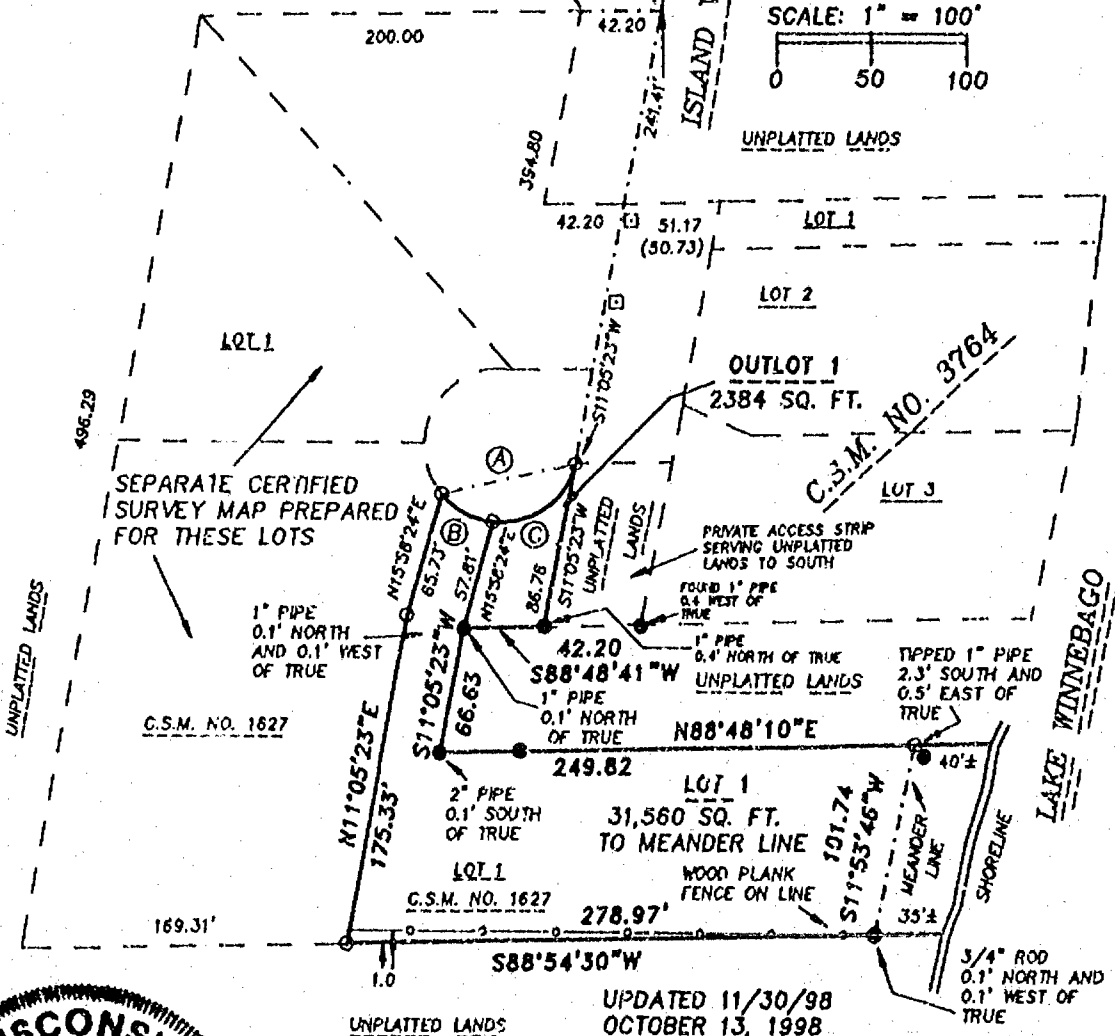 SCALE: 1" = 100'
0 50 100
200.00
42.20
ISLAND
241.41'
UNPLATTED LANDS
394.80
42.20
51.17
(50.73)
LOT 1
LOT 2
S11°05'23"W
LOT 1
OUTLOT 1
2384 SQ. FT.
C.S.M. NO. 3764
496.29
A
LOT 3
SEPARATE CERTIFIED
SURVEY MAP PREPARED
FOR THESE LOTS
N15°58'24"E
65.73'
B
57.81'
N15°58'24"E
C
86.76
S11°05'23"W
UNPLATTED
LANDS
PRIVATE ACCESS STRIP
SERVING UNPLATTED
LANDS TO SOUTH
FOUND 1" PIPE
0.4 WEST OF
TRUE
UNPLATTED LANDS
1" PIPE
0.1' NORTH
AND 0.1' WEST
OF TRUE
42.20
S88°48'41"W
1" PIPE
0.4' NORTH OF TRUE
UNPLATTED LANDS
TIPPED 1" PIPE
2.3' SOUTH AND
0.5' EAST OF
TRUE
LAKE WINNEBAGO
C.S.M. NO. 1627
S11°05'23"W
66.63
1" PIPE
0.1' NORTH
OF TRUE
N88°48'10"E
249.82
40'±
N11°05'23"E
175.33'
2" PIPE
0.1' SOUTH
OF TRUE
LOT 1
31,560 SQ. FT.
TO MEANDER LINE
101.74
S11°53'46"W
MEANDER
LINE
SHORELINE
LOT 1
C.S.M. NO. 1627
WOOD PLANK
FENCE ON LINE
169.31'
278.97'
35'±
1.0
S88°54'30"W
3/4" ROD
0.1' NORTH AND
0.1' WEST OF
TRUE
UPDATED 11/30/98
OCTOBER 13, 1998
UNPLATTED LANDS